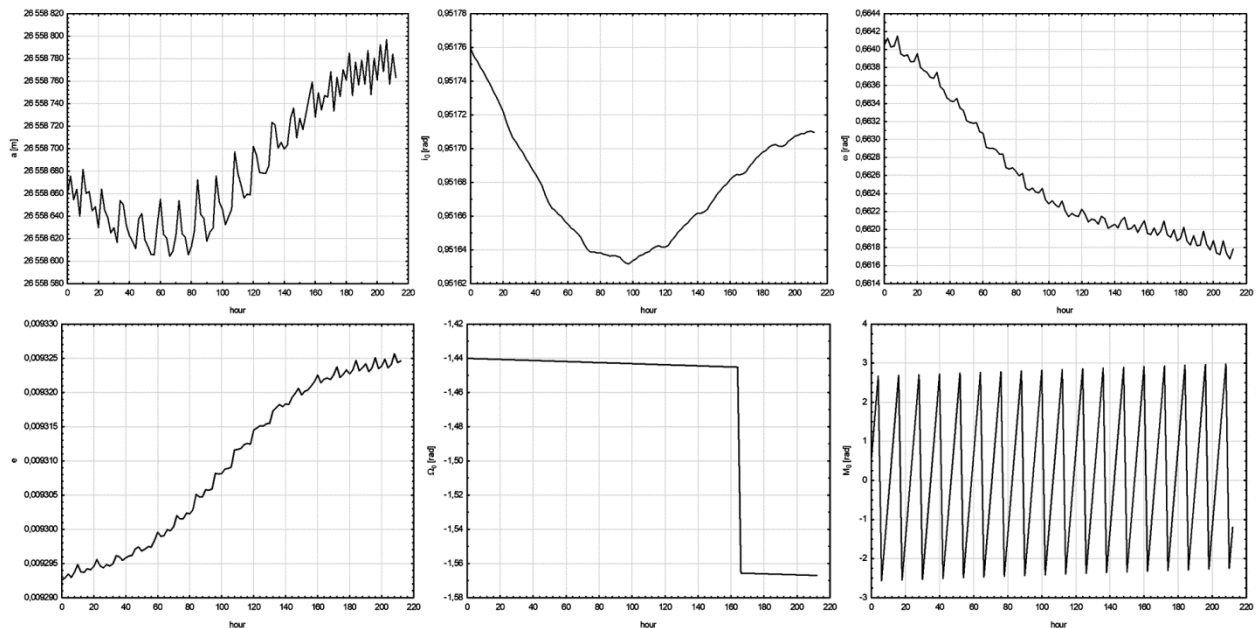 26 558 820
26 558 800
26 558 780
26 558 760
26 558 740
26 558 720
26 558 700
26 558 680
26 558 660
26 558 640
26 558 620
26 558 600
26 558 580
a [m]
0 20 40 60 80 100 120 140 160 180 200 220
hour
0,95178
0,95176
0,95174
0,95172
0,95170
0,95168
0,95166
0,95164
0,95162
i₀ [rad]
0 20 40 60 80 100 120 140 160 180 200 220
hour
0,6644
0,6642
0,6640
0,6638
0,6636
0,6634
0,6632
0,6630
0,6628
0,6626
0,6624
0,6622
0,6620
0,6618
0,6616
0,6614
ω [rad]
0 20 40 60 80 100 120 140 160 180 200 220
hour
0,009330
0,009325
0,009320
0,009315
0,009310
0,009305
0,009300
0,009295
0,009290
e
0 20 40 60 80 100 120 140 160 180 200 220
hour
-1,42
-1,44
-1,46
-1,48
-1,50
-1,52
-1,54
-1,56
-1,58
Ω₀ [rad]
0 20 40 60 80 100 120 140 160 180 200 220
hour
4
3
2
1
0
-1
-2
-3
M₀ [rad]
0 20 40 60 80 100 120 140 160 180 200 220
hour